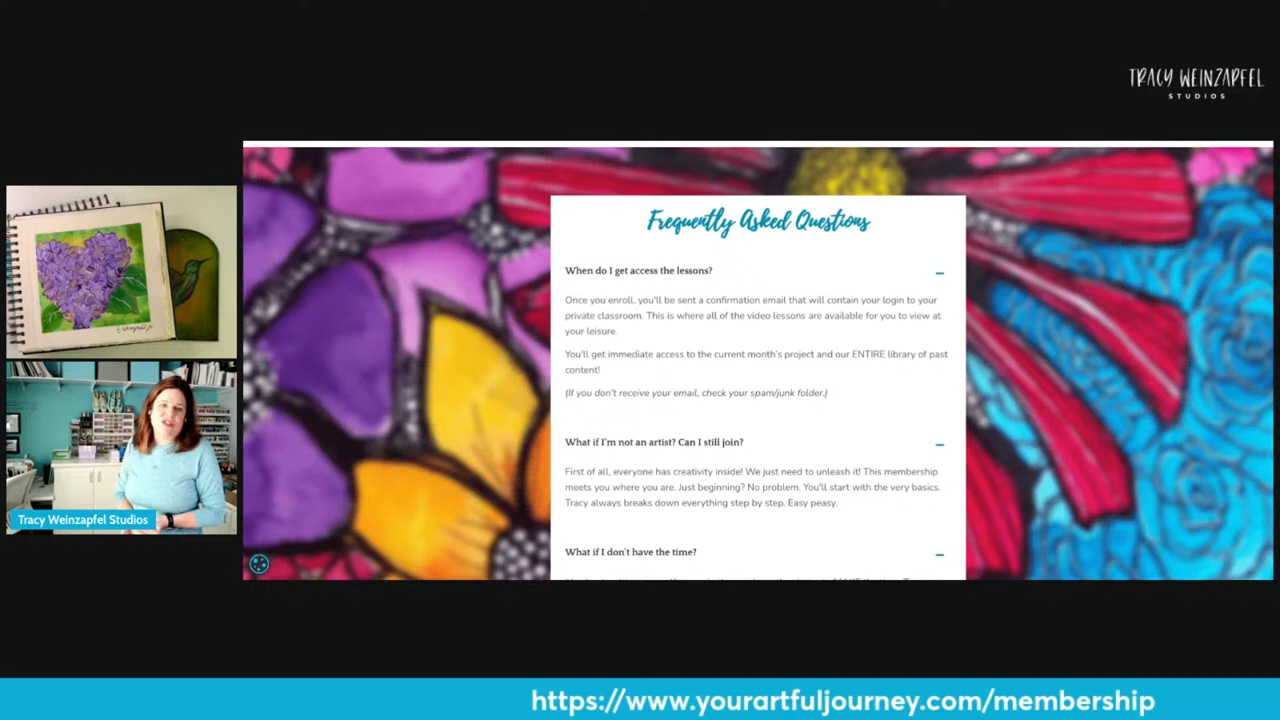 TRACY WEINZAPFEL
STUDIOS
Frequently Asked Questions
When do I get access the lessons?
Once you enroll, you'll be sent a confirmation email that will contain your login to your
private classroom. This is where all of the video lessons are available for you to view at
your leisure.
You'll get immediate access to the current month's project and our ENTIRE library of past
content!
(If you don't receive your email, check your spam/junk folder.)
What if I'm not an artist? Can I still join?
First of all, everyone has creativity inside! We just need to unleash it! This membership
meets you where you are. Just beginning? No problem. You'll start with the very basics.
Tracy always breaks down everything step by step. Easy peasy.
What if I don't have the time?
Tracy Weinzapfel Studios
https://www.yourartfuljourney.com/membership